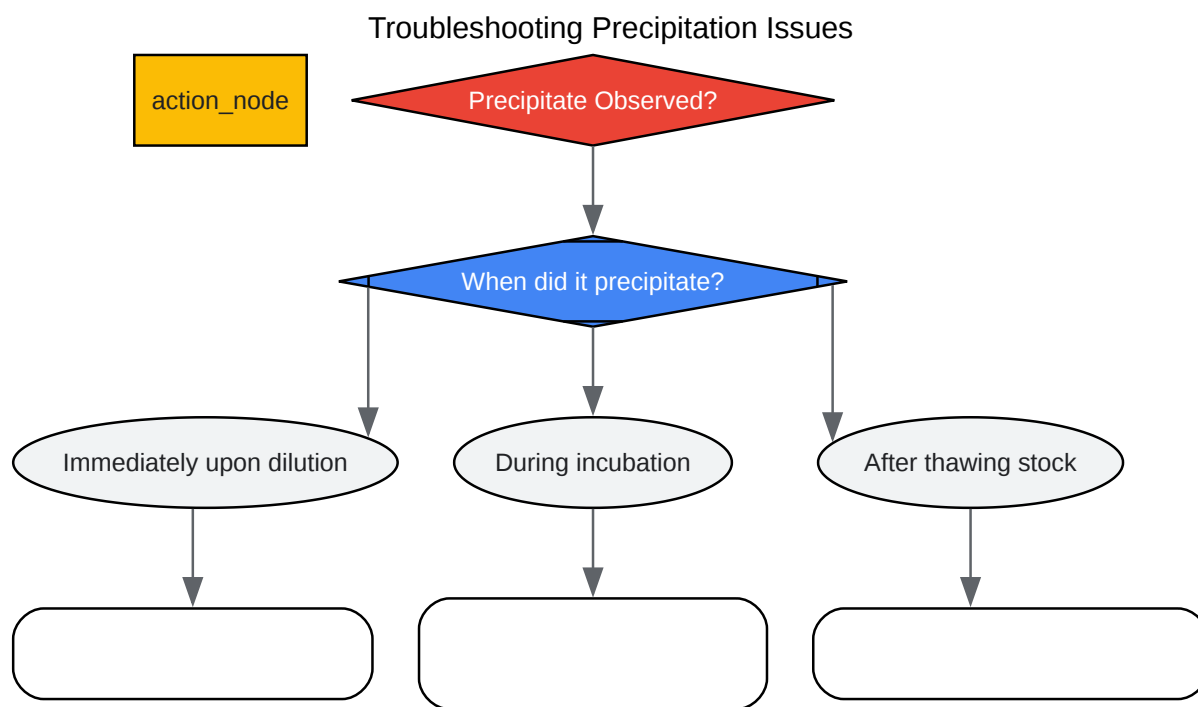 Troubleshooting Precipitation Issues
action_node
Precipitate Observed?
When did it precipitate?
Immediately upon dilution
During incubation
After thawing stock